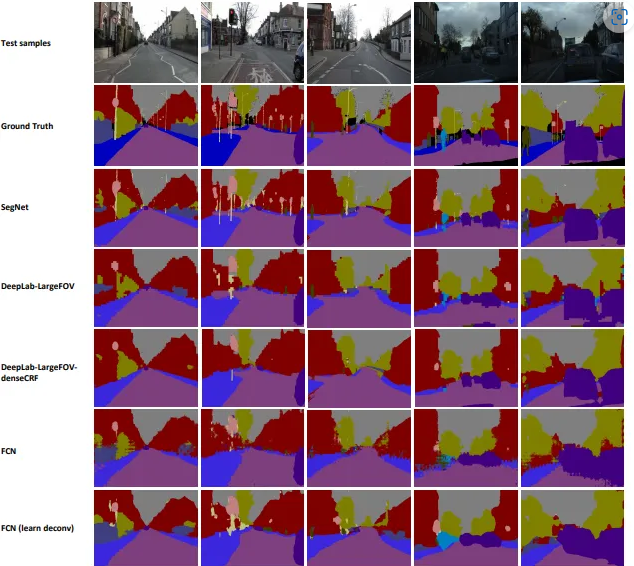 Test samples
Ground Truth
SegNet
DeepLab-LargeFOV
DeepLab-LargeFOV-
denseCRF
FCN
FCN (learn deconv)